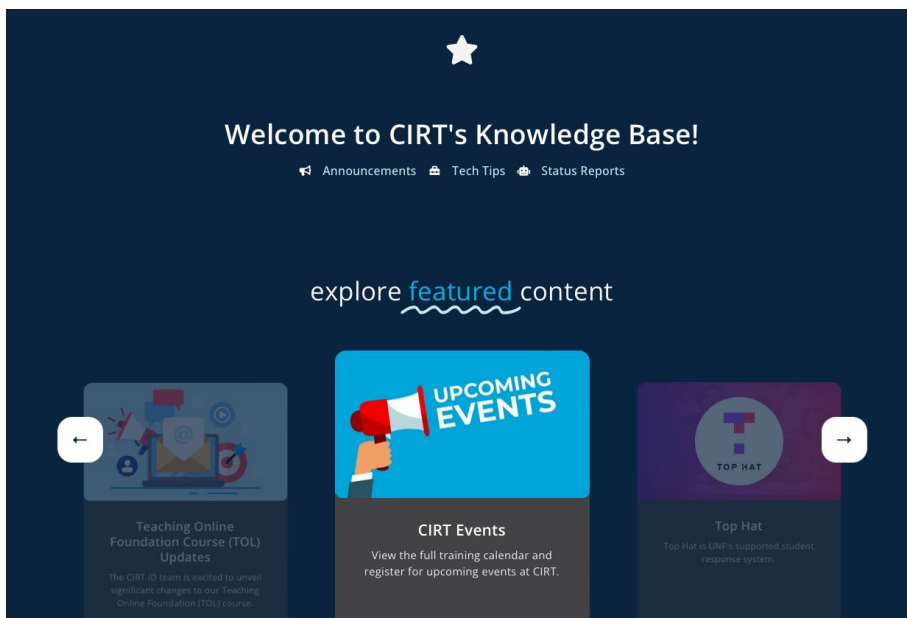 Welcome to CIRT's Knowledge Base!
Announcements Tech Tips Status Reports
explore featured content
UPCOMING
EVENTS
TOP HAT
Teaching Online
Foundation Course (TOL)
Updates
The CIRT ID team is excited to unveil
significant changes to our Teaching
Online Foundation (TOL) course.
CIRT Events
View the full training calendar and
register for upcoming events at CIRT.
Top Hat
Top Hat is UNF's supported student
response system.